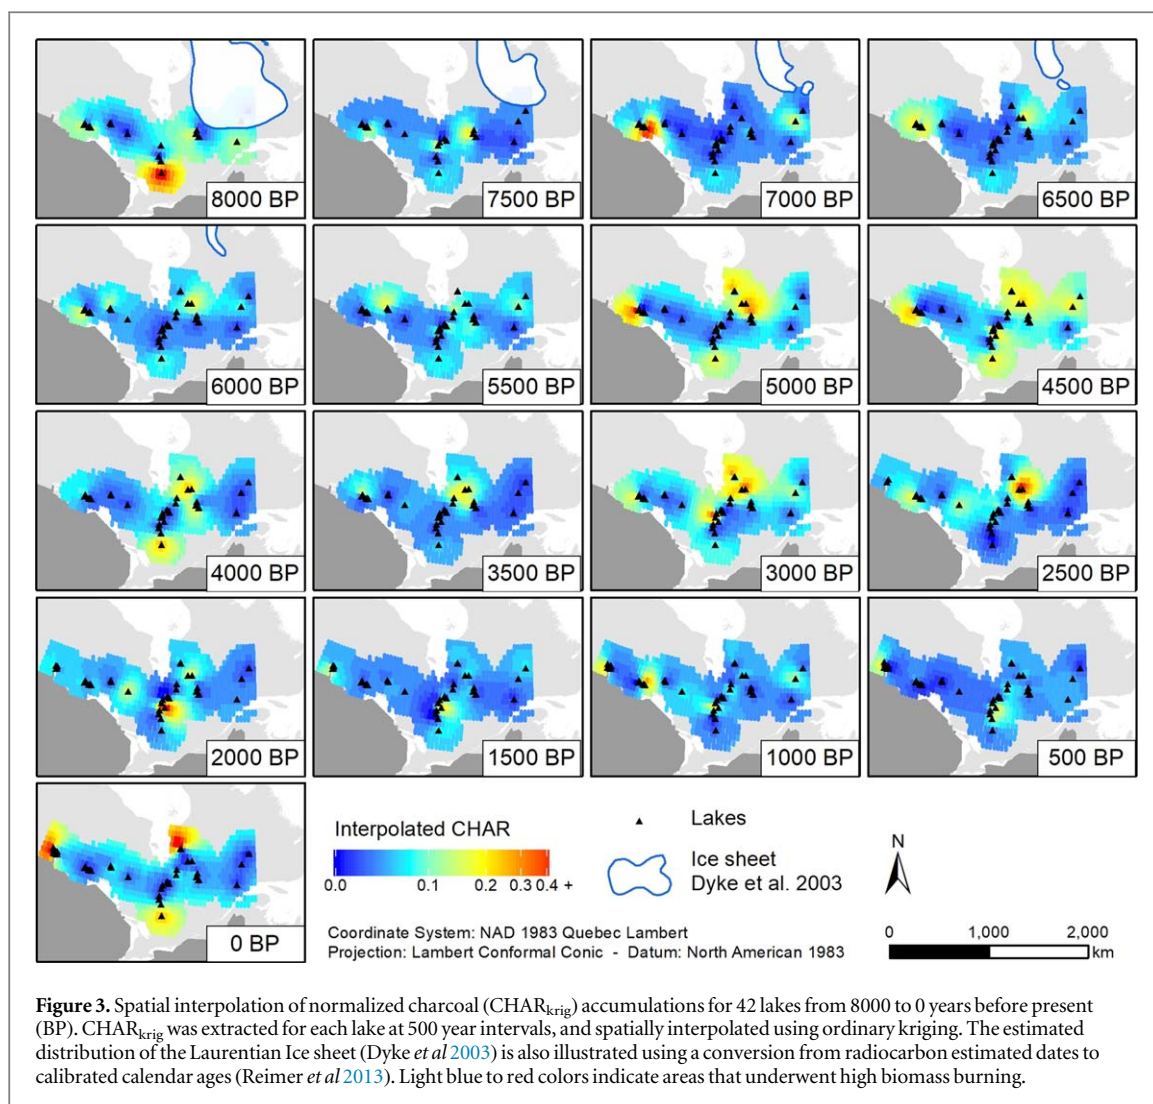 8000 BP
7500 BP
7000 BP
6500 BP
6000 BP
5500 BP
5000 BP
4500 BP
4000 BP
3500 BP
3000 BP
2500 BP
2000 BP
1500 BP
1000 BP
500 BP
0 BP
Interpolated CHAR
0.0 0.1 0.2 0.3 0.4 +
Lakes
Ice sheet
Dyke et al. 2003
N
0 1,000 2,000
km
Coordinate System: NAD 1983 Quebec Lambert
Projection: Lambert Conformal Conic - Datum: North American 1983
Figure 3. Spatial interpolation of normalized charcoal (CHARkrig) accumulations for 42 lakes from 8000 to 0 years before present
(BP). CHARkrig was extracted for each lake at 500 year intervals, and spatially interpolated using ordinary kriging. The estimated
distribution of the Laurentian Ice sheet (Dyke et al 2003) is also illustrated using a conversion from radiocarbon estimated dates to
calibrated calendar ages (Reimer et al 2013). Light blue to red colors indicate areas that underwent high biomass burning.